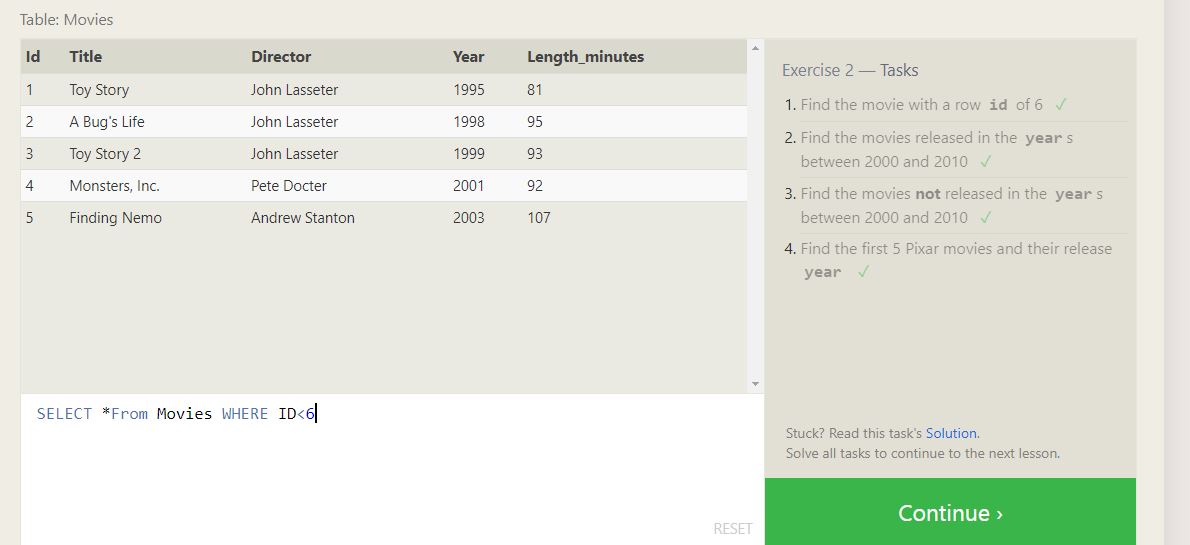 Table: Movies
Id Title Director Year Length_minutes
1 Toy Story John Lasseter 1995 81
2 A Bug's Life John Lasseter 1998 95
3 Toy Story 2 John Lasseter 1999 93
4 Monsters, Inc. Pete Docter 2001 92
5 Finding Nemo Andrew Stanton 2003 107
SELECT *From Movies WHERE ID<6
RESET
Exercise 2 — Tasks
1. Find the movie with a row id of 6 ✓
2. Find the movies released in the year s
between 2000 and 2010 ✓
3. Find the movies not released in the year s
between 2000 and 2010 ✓
4. Find the first 5 Pixar movies and their release
year ✓
Stuck? Read this task's Solution.
Solve all tasks to continue to the next lesson.
Continue ›